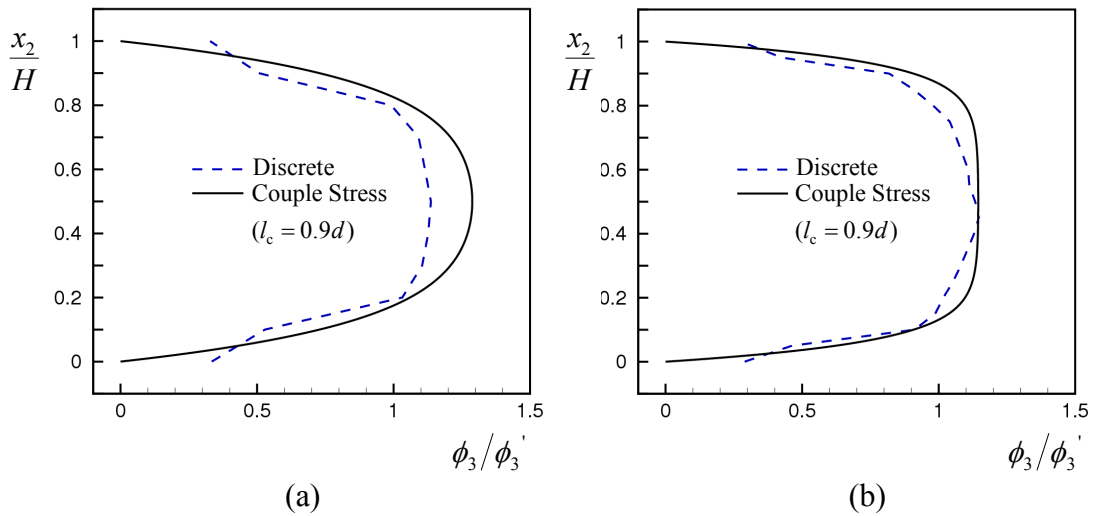 x₂/H
1
0.8
0.6
0.4
0.2
0
Discrete
Couple Stress
(l_c = 0.9d)
0 0.5 1 1.5
ϕ₃/ϕ₃'
(a)
x₂/H
1
0.8
0.6
0.4
0.2
0
Discrete
Couple Stress
(l_c = 0.9d)
0 0.5 1 1.5
ϕ₃/ϕ₃'
(b)